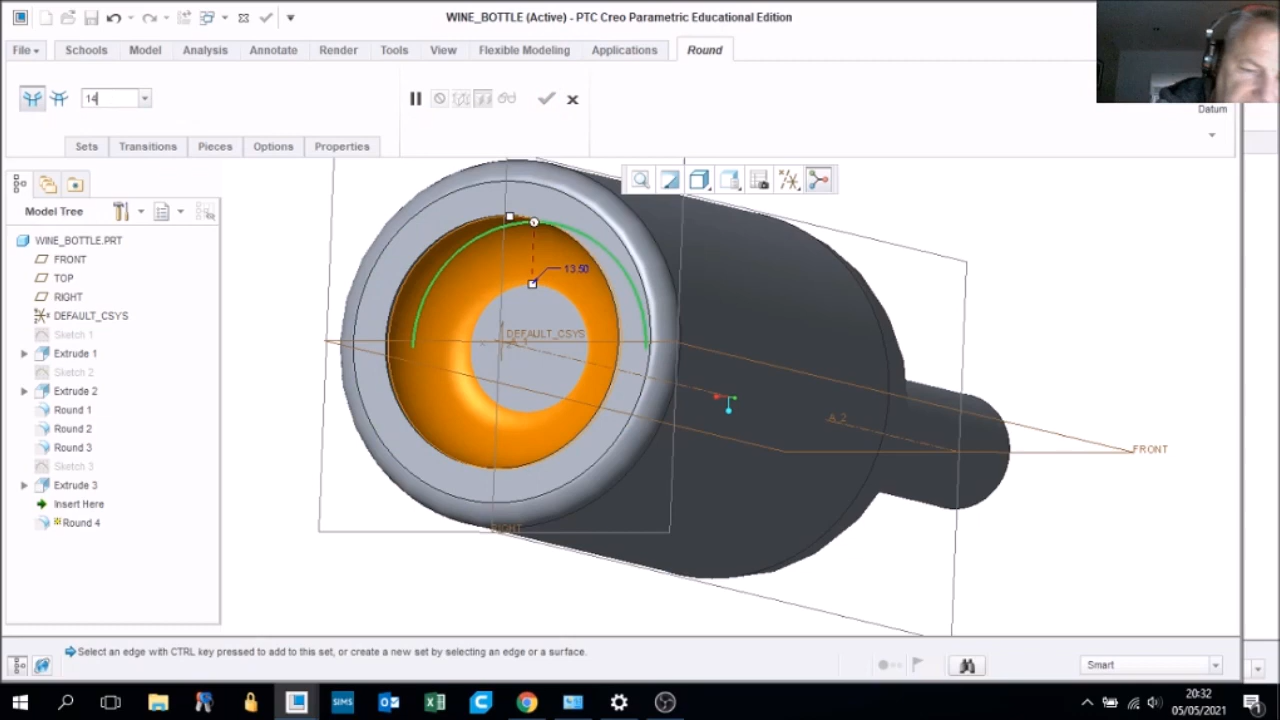 WINE_BOTTLE (Active) - PTC Creo Parametric Educational Edition
File Schools Model Analysis Annotate Render Tools View Flexible Modeling Applications Round
14
Datum
Sets Transitions Pieces Options Properties
Model Tree
WINE_BOTTLE.PRT
FRONT
TOP
RIGHT
DEFAULT_CSYS
Sketch 1
Extrude 1
Sketch 2
Extrude 2
Round 1
Round 2
Round 3
Sketch 3
Extrude 3
Insert Here
Round 4
13.50
DEFAULT_CSYS
A_1
A_2
FRONT
RIGHT
Select an edge with CTRL key pressed to add to this set, or create a new set by selecting an edge or a surface.
Smart
SIMS
20:32
05/05/2021